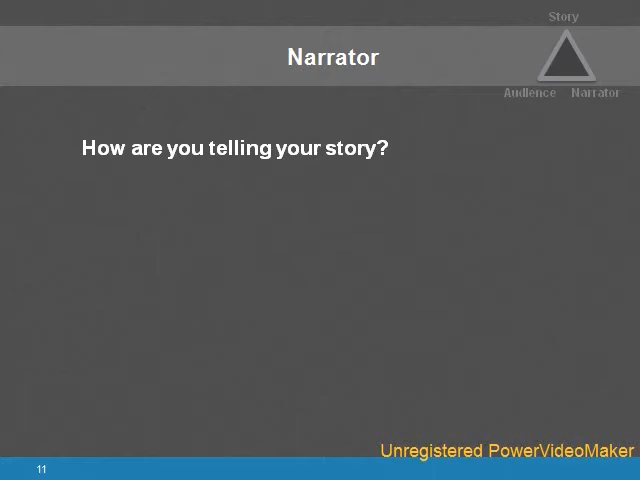 Story
Narrator
Audience Narrator
How are you telling your story?
Unregistered PowerVideoMaker
11